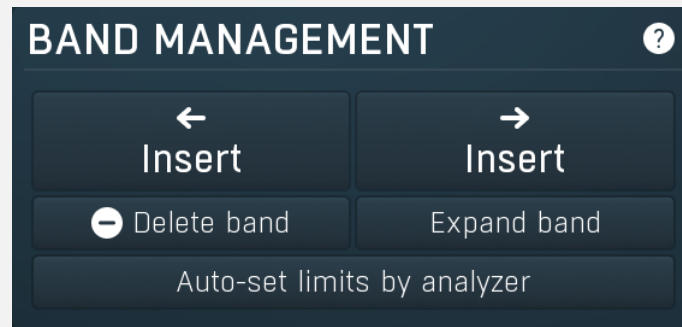 BAND MANAGEMENT ?
← →
Insert Insert
Delete band Expand band
Auto-set limits by analyzer